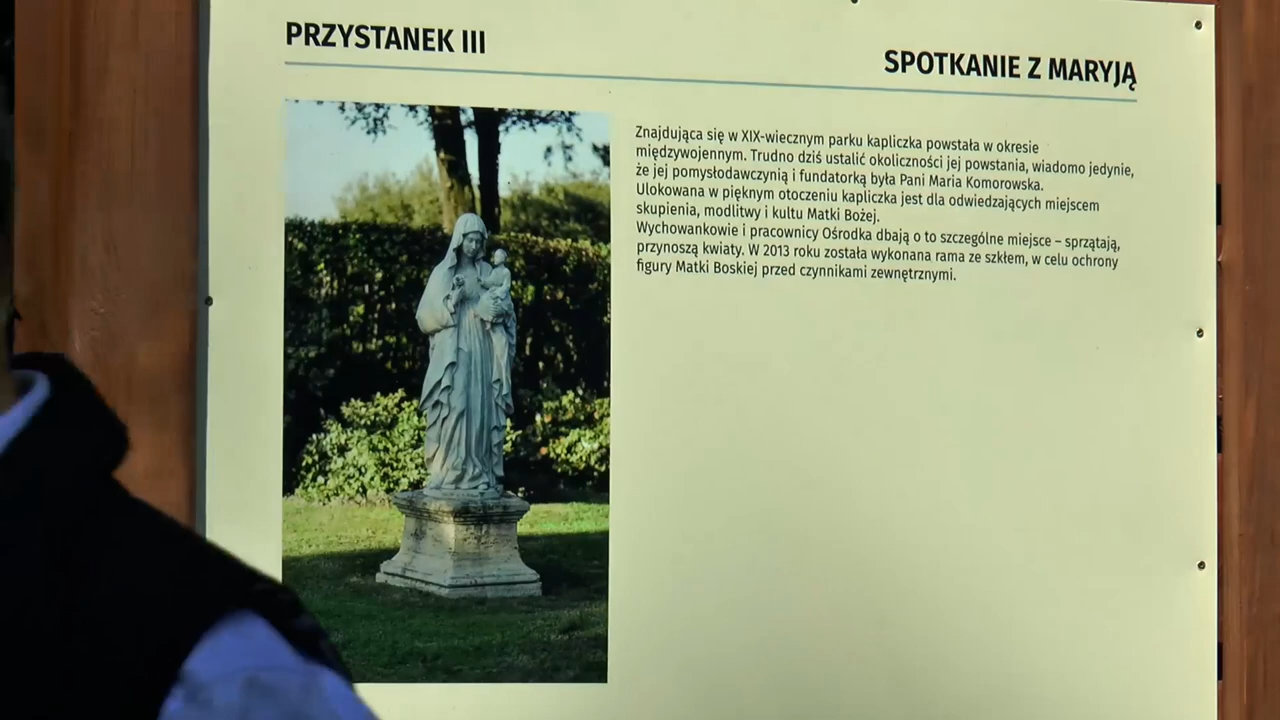 PRZYSTANEK III
SPOTKANIE Z MARYJĄ
Znajdująca się w XIX-wiecznym parku kapliczka powstała w okresie
międzywojennym. Trudno dziś ustalić okoliczności jej powstania, wiadomo jedynie,
że jej pomysłodawczynią i fundatorką była Pani Maria Komorowska.
Ulokowana w pięknym otoczeniu kapliczka jest dla odwiedzających miejscem
skupienia, modlitwy i kultu Matki Bożej.
Wychowankowie i pracownicy Ośrodka dbają o to szczególne miejsce – sprzątają,
przynoszą kwiaty. W 2013 roku została wykonana rama ze szkłem, w celu ochrony
figury Matki Boskiej przed czynnikami zewnętrznymi.